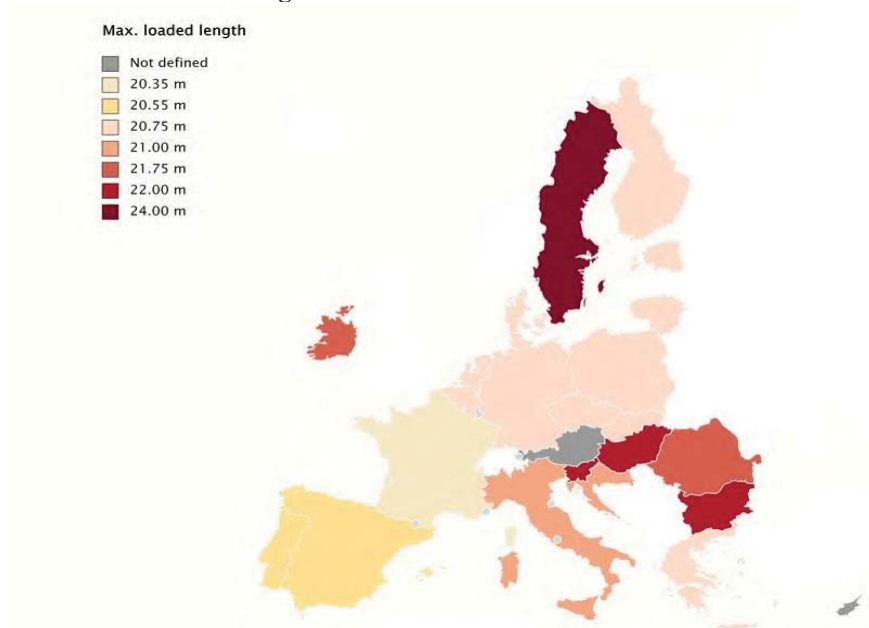 Max. loaded length
Not defined
20.35 m
20.55 m
20.75 m
21.00 m
21.75 m
22.00 m
24.00 m